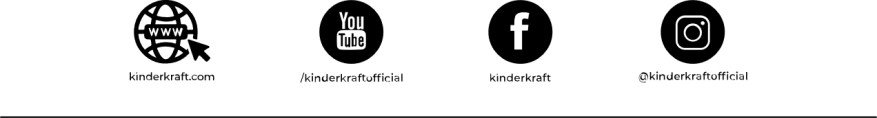 www
You
Tube
f
kinderkraft.com
/kinderkraftofficial
kinderkraft
@kinderkraftofficial